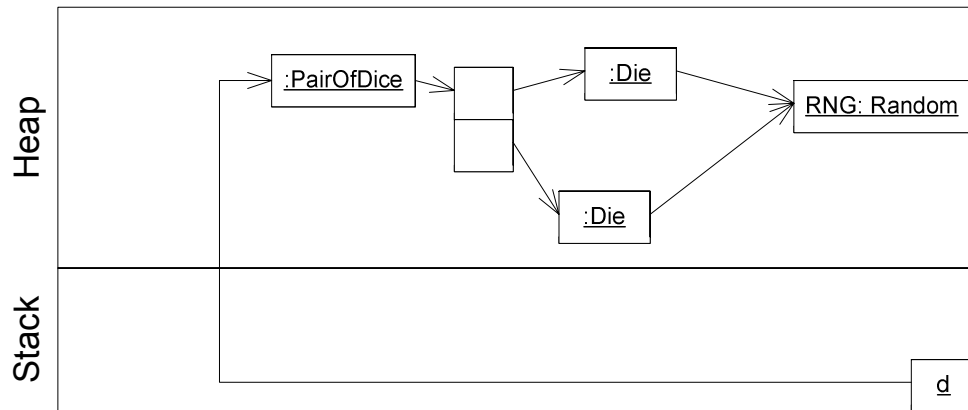 Heap
:PairOfDice
:Die
RNG: Random
:Die
Stack
d